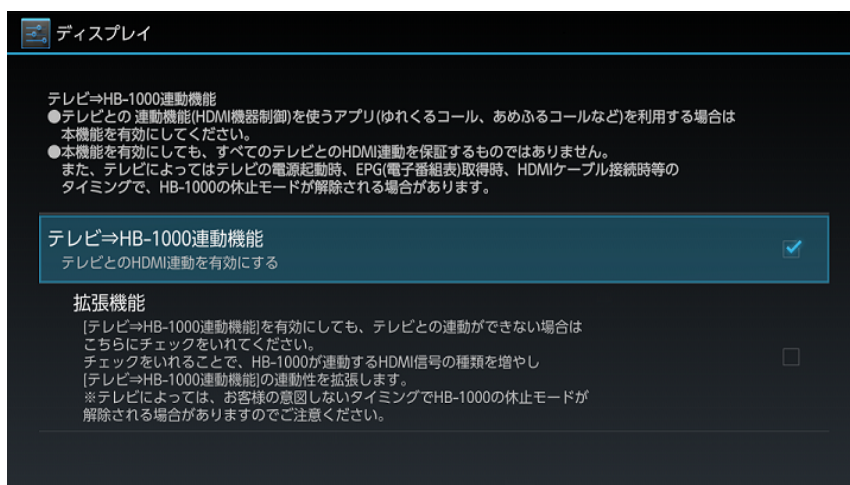 ディスプレイ
テレビ⇒HB-1000連動機能
●テレビとの 連動機能(HDMI機器制御)を使うアプリ(ゆれくるコール、あめふるコールなど)を利用する場合は
本機能を有効にしてください。
●本機能を有効にしても、すべてのテレビとのHDMI連動を保証するものではありません。
また、テレビによってはテレビの電源起動時、EPG(電子番組表)取得時、HDMIケーブル接続時等の
タイミングで、HB-1000の休止モードが解除される場合があります。
テレビ⇒HB-1000連動機能
テレビとのHDMI連動を有効にする
拡張機能
[テレビ⇒HB-1000連動機能]を有効にしても、テレビとの連動ができない場合は
こちらにチェックをいれてください。
チェックをいれることで、HB-1000が連動するHDMI信号の種類を増やし
[テレビ⇒HB-1000連動機能]の連動性を拡張します。
※テレビによっては、お客様の意図しないタイミングでHB-1000の休止モードが
解除される場合がありますのでご注意ください。